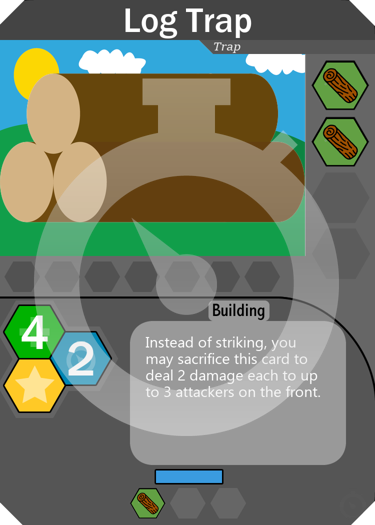 Log Trap
Trap
4
2
Building
Instead of striking, you
may sacrifice this card to
deal 2 damage each to up
to 3 attackers on the front.